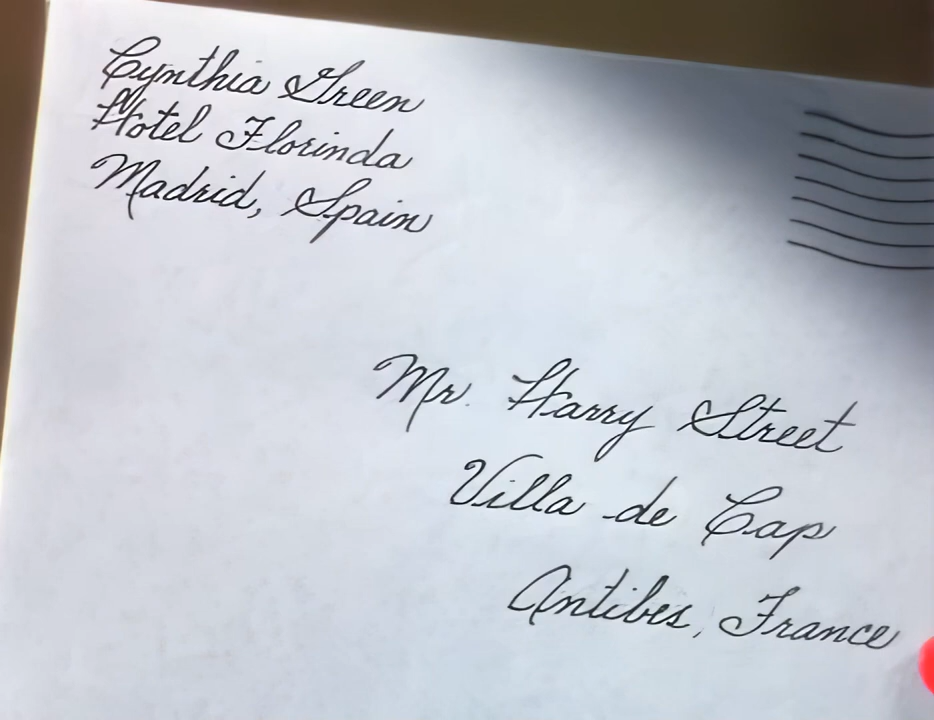 Cynthia Green
Hotel Florinda
Madrid, Spain
Mr. Harry Street
Villa de Cap
Antibes, France